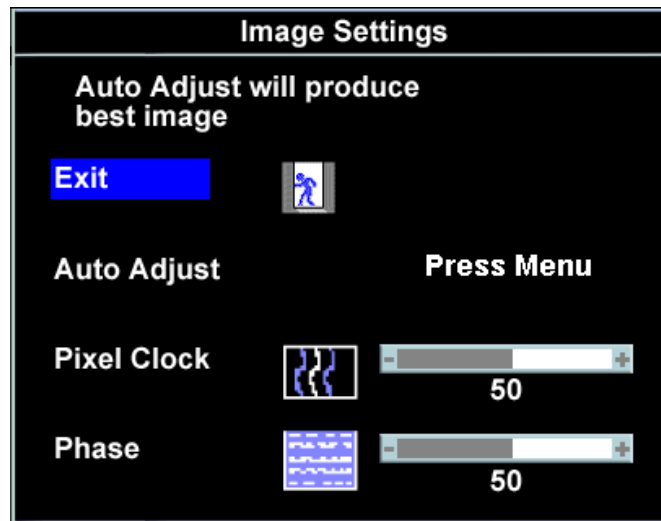 Image Settings
Auto Adjust will produce
best image
Exit
Auto Adjust Press Menu
Pixel Clock - +
50
Phase - +
50